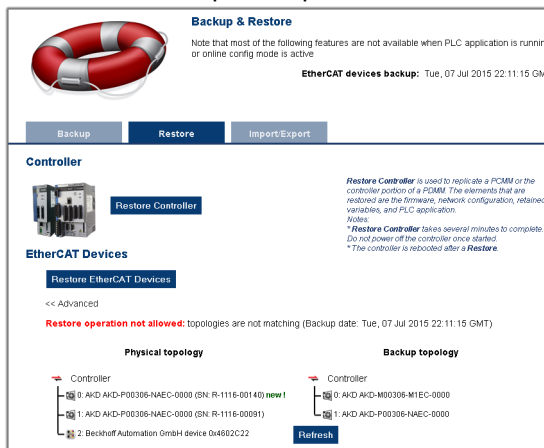 Backup & Restore
Note that most of the following features are not available when PLC application is runnin
or online config mode is active
EtherCAT devices backup: Tue, 07 Jul 2015 22:11:15 GM
Backup Restore Import/Export
Controller
Restore Controller
Restore Controller is used to replicate a PCMM or the
controller portion of a PDMM. The elements that are
restored are the firmware, network configuration, retained
variables, and PLC application.
Notes:
* Restore Controller takes several minutes to complete.
Do not power off the controller once started.
* The controller is rebooted after a Restore.
EtherCAT Devices
Restore EtherCAT Devices
<< Advanced
Restore operation not allowed: topologies are not matching (Backup date: Tue, 07 Jul 2015 22:11:15 GMT)
Physical topology
Controller
0: AKD AKD-P00306-NAEC-0000 (SN: R-1116-00140) new !
1: AKD AKD-P00306-NAEC-0000 (SN: R-1116-00091)
2: Beckhoff Automation GmbH device 0x4602C22
Backup topology
Controller
0: AKD AKD-M00306-M1EC-0000
1: AKD AKD-P00306-NAEC-0000
Refresh